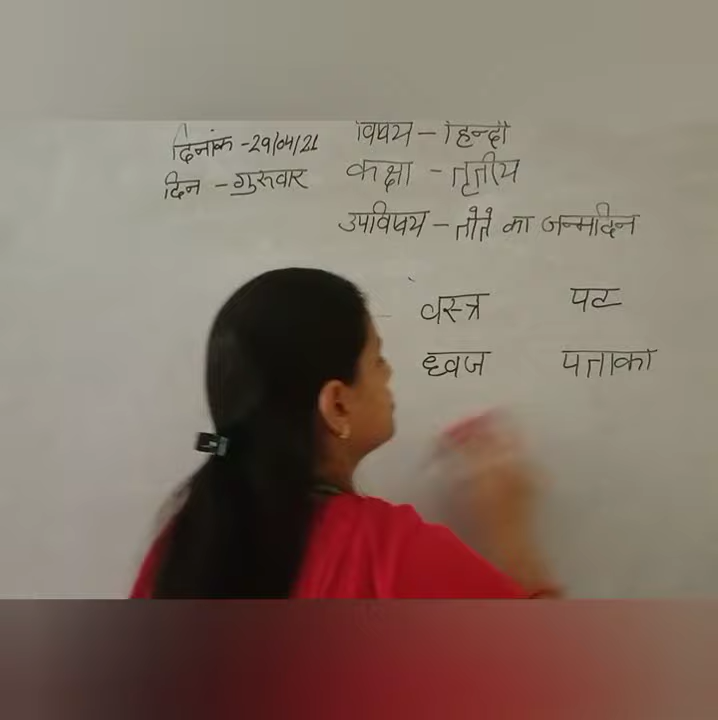 दिनांक -29/04/21
दिन - गुरुवार
विषय - हिन्दी
कक्षा - तृतीय
उपविषय - तोते का जन्मदिन
वस्त्र पट
ध्वज पताका